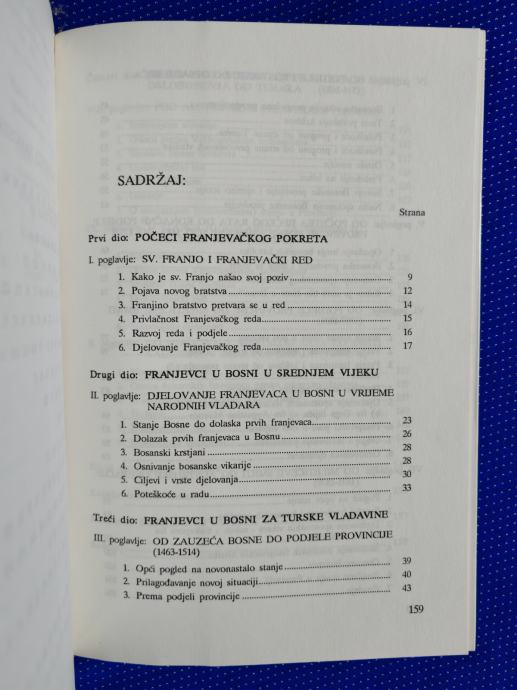 SADRŽAJ:
Strana
Prvi dio: POČECI FRANJEVAČKOG POKRETA
I. poglavlje: SV. FRANJO I FRANJEVAČKI RED
1. Kako je sv. Franjo našao svoj poziv 9
2. Pojava novog bratstva 12
3. Franjino bratstvo pretvara se u red 14
4. Privlačnost Franjevačkog reda 15
5. Razvoj reda i podjele 16
6. Djelovanje Franjevačkog reda 17
Drugi dio: FRANJEVCI U BOSNI U SREDNJEM VIJEKU
II. poglavlje: DJELOVANJE FRANJEVACA U BOSNI U VRIJEME
NARODNIH VLADARA
1. Stanje Bosne do dolaska prvih franjevaca 23
2. Dolazak prvih franjevaca u Bosnu 26
3. Bosanski krstjani 28
4. Osnivanje bosanske vikarije 28
5. Ciljevi i vrste djelovanja 30
6. Poteškoće u radu 33
Treći dio: FRANJEVCI U BOSNI ZA TURSKE VLADAVINE
III. poglavlje: OD ZAUZEĆA BOSNE DO PODJELE PROVINCIJE
(1463-1514)
1. Opći pogled na novonastalo stanje 39
2. Prilagođavanje novoj situaciji 40
3. Prema podjeli provincije 43
159